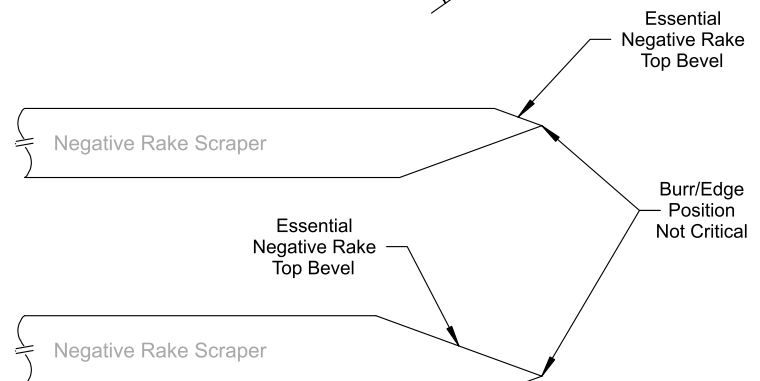 Essential
Negative Rake
Top Bevel
Negative Rake Scraper
Burr/Edge
Position
Not Critical
Essential
Negative Rake
Top Bevel
Negative Rake Scraper